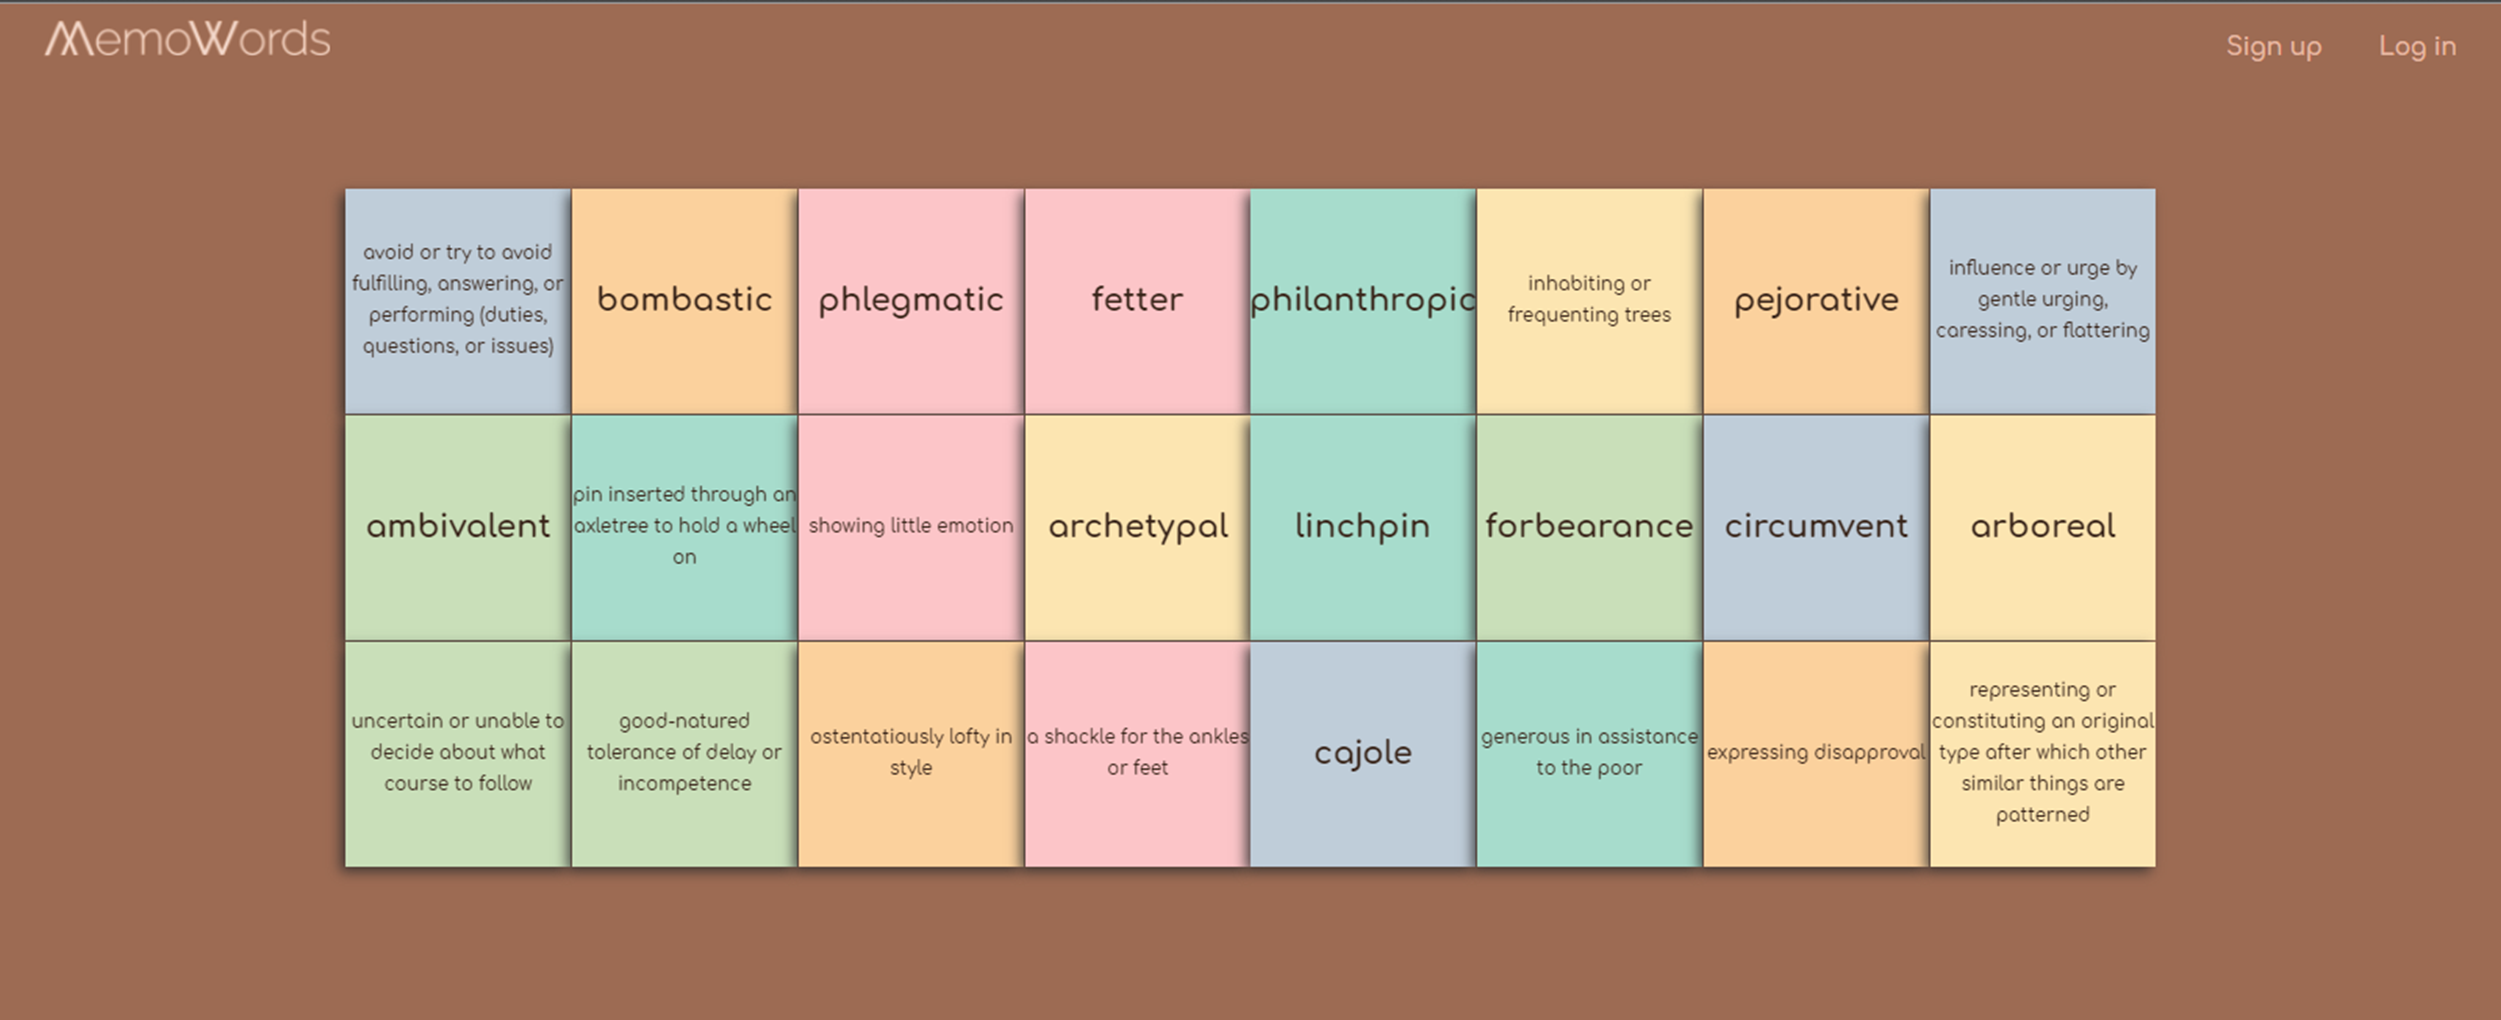 MemoWords
Sign up
Log in
avoid or try to avoid
fulfilling, answering, or
performing (duties,
questions, or issues)
bombastic
phlegmatic
fetter
philanthropic
inhabiting or
frequenting trees
pejorative
influence or urge by
gentle urging,
caressing, or flattering
ambivalent
pin inserted through an
axletree to hold a wheel
on
showing little emotion
archetypal
linchpin
forbearance
circumvent
arboreal
uncertain or unable to
decide about what
course to follow
good-natured
tolerance of delay or
incompetence
ostentatiously lofty in
style
a shackle for the ankles
or feet
cajole
generous in assistance
to the poor
expressing disapproval
representing or
constituting an original
type after which other
similar things are
patterned